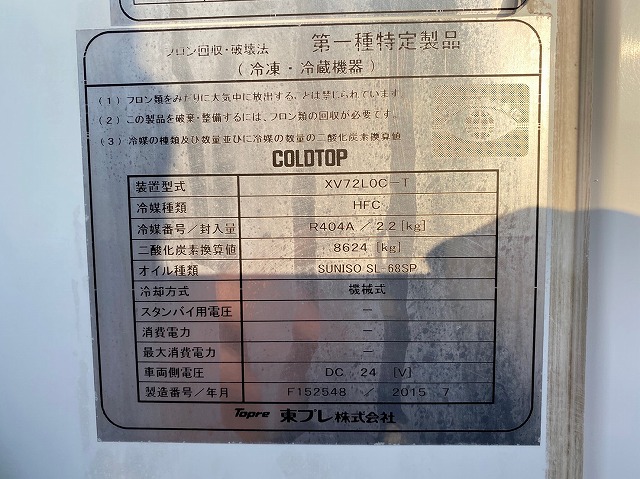 フロン回収・破壊法 第一種特定製品
(冷凍・冷蔵機器)
(1) フロン類をみだりに大気中に放出することは禁じられています
(2) この製品を破棄・整備するには、フロン類の回収が必要です。
(3) 冷媒の種類及び数量並びに冷媒の数量の二酸化炭素換算値
COLDTOP
装置型式 XV72LOC-T
冷媒種類 HFC
冷媒番号/封入量 R404A / 2.2 [kg]
二酸化炭素換算値 8624 [kg]
オイル種類 SUNISO SL-68SP
冷却方式 機械式
スタンバイ用電圧 —
消費電力 —
最大消費電力 —
車両側電圧 DC 24 [V]
製造番号/年月 F152548 / 2015. 7
Topre 東プレ株式会社